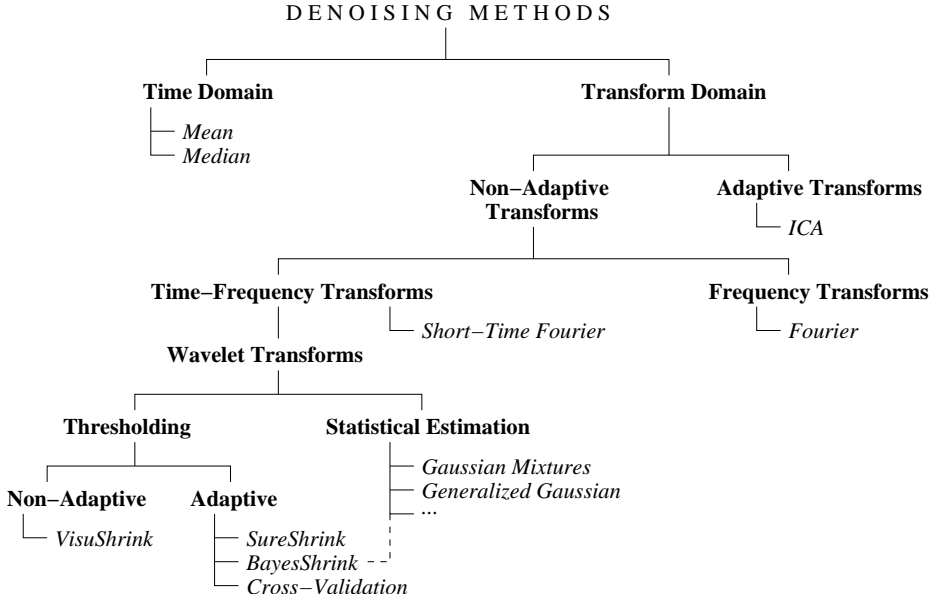 DENOISING METHODS
Time Domain
Transform Domain
Mean
Median
Non−Adaptive
Transforms
Adaptive Transforms
ICA
Time−Frequency Transforms
Frequency Transforms
Short−Time Fourier
Fourier
Wavelet Transforms
Thresholding
Statistical Estimation
Gaussian Mixtures
Generalized Gaussian
...
Non−Adaptive
Adaptive
VisuShrink
SureShrink
BayesShrink
Cross−Validation